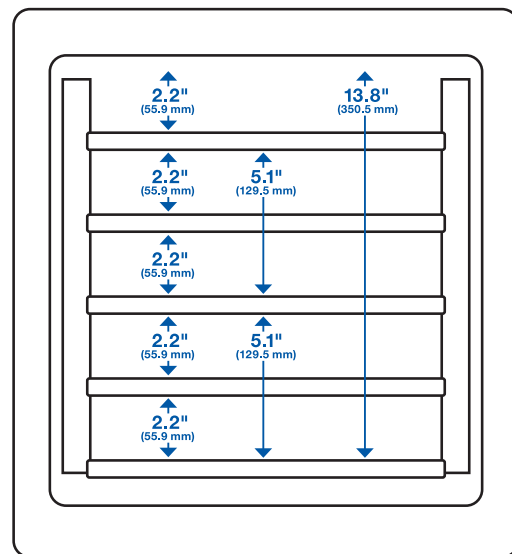 2.2"
(55.9 mm)
13.8"
(350.5 mm)
2.2"
(55.9 mm)
5.1"
(129.5 mm)
2.2"
(55.9 mm)
2.2"
(55.9 mm)
5.1"
(129.5 mm)
2.2"
(55.9 mm)